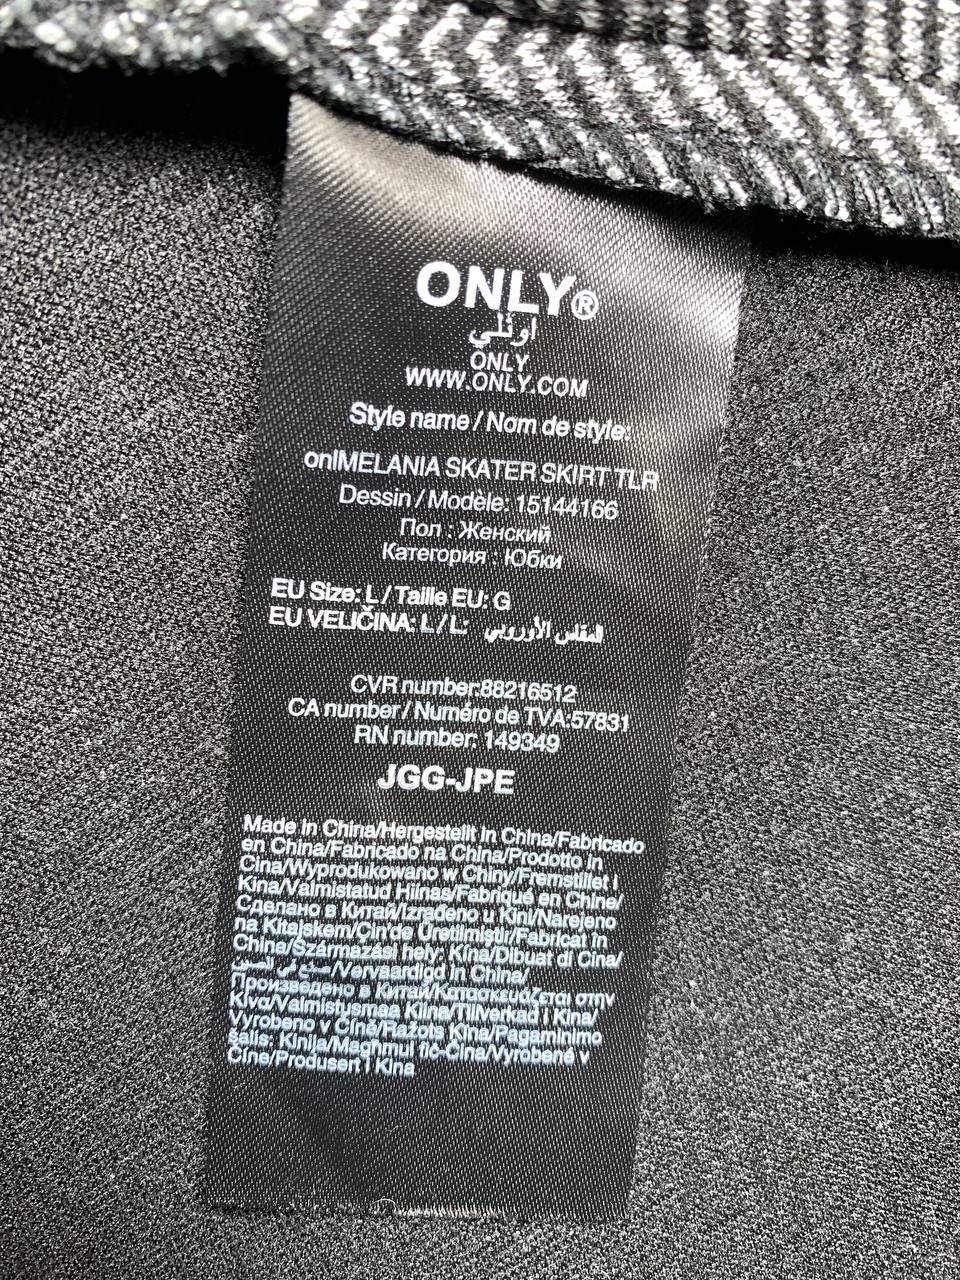 ONLY®
اونلي
ONLY
WWW.ONLY.COM
Style name / Nom de style:
onlMELANIA SKATER SKIRT TLR
Dessin / Modèle: 15144166
Пол : Женский
Категория : Юбки
EU Size: L / Taille EU: G
EU VELIČINA: L / L: المقاس الأوروبي
CVR number:88216512
CA number / Numéro de TVA:57831
RN number: 149349
JGG-JPE
Made in China/Hergestellt in China/Fabricado
en China/Fabricado na China/Prodotto in
Cina/Wyprodukowano w Chiny/Fremstillet i
Kina/Valmistatud Hiinas/Fabriqué en Chine/
Сделано в Китай/Izrađeno u Kini/Narejeno
na Kitajskem/Çin'de Üretilmiştir/Fabricat în
China/Származási hely: Kína/Dibuat di Cina/
صنع في الصين/Vervaardigd in China/
Произведено в Китай/Κατασκευάζεται στην
Κίνα/Valmistusmaa Kiina/Tillverkad i Kina/
Vyrobeno v Číně/Ražots Ķīna/Pagaminimo
šalis: Kinija/Magħmul fiċ-Ċina/Vyrobené v
Číne/Produsert i Kina